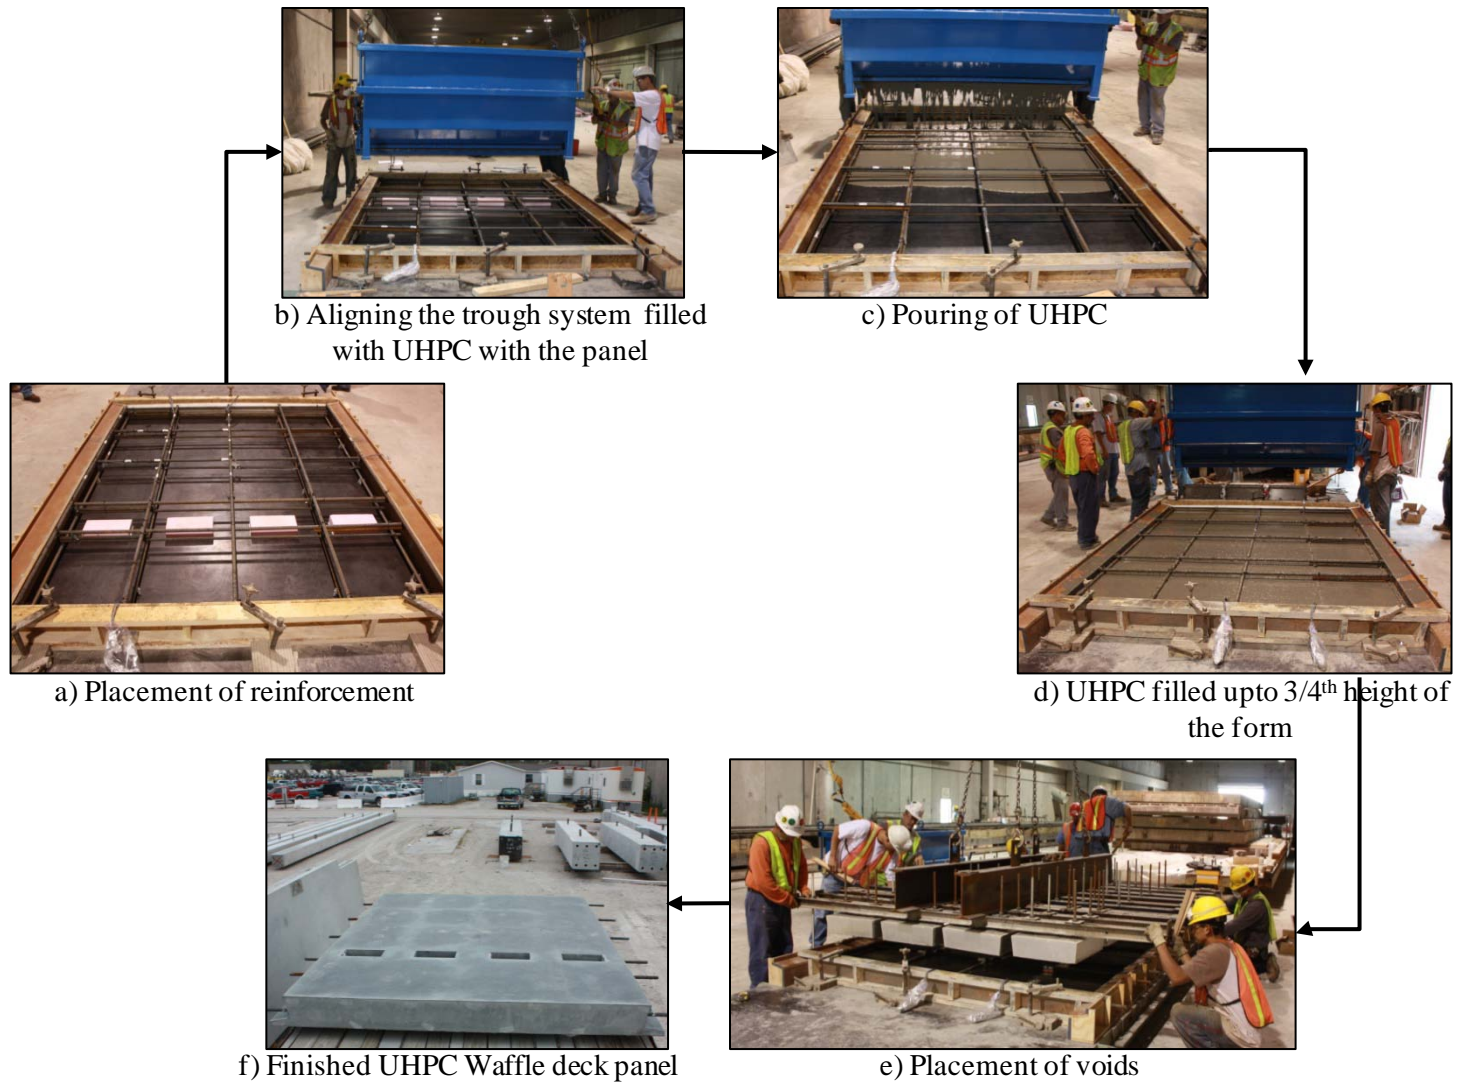 b) Aligning the trough system filled
with UHPC with the panel
c) Pouring of UHPC
a) Placement of reinforcement
d) UHPC filled upto 3/4th height of
the form
f) Finished UHPC Waffle deck panel
e) Placement of voids